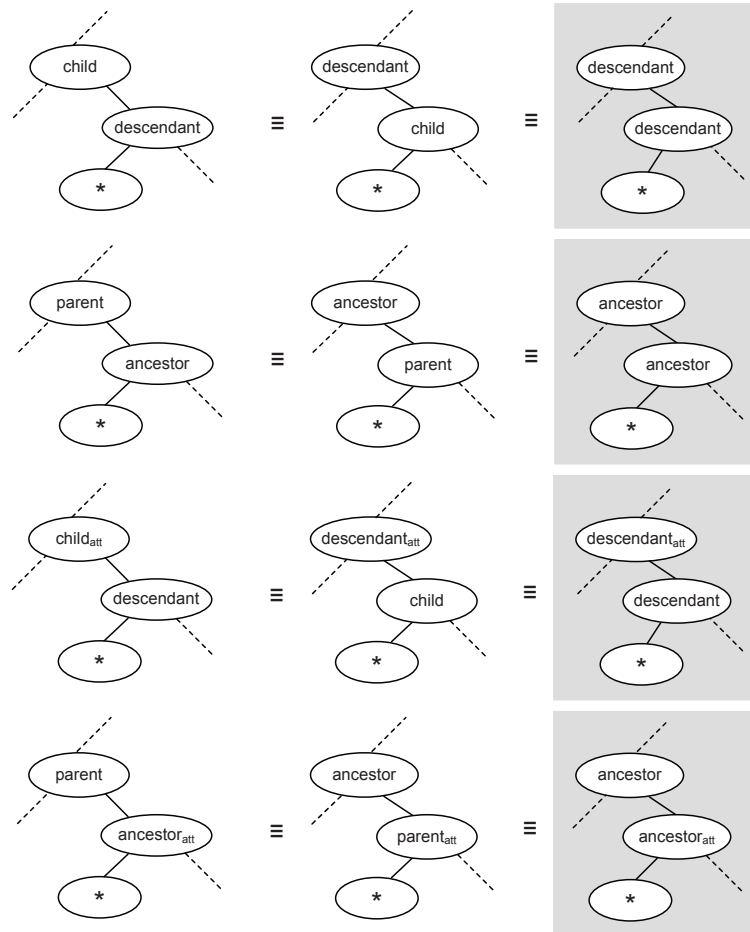 child descendant descendant
descendant ≡ child ≡ descendant
* * *
parent ancestor ancestor
ancestor ≡ parent ≡ ancestor
* * *
childatt descendantatt descendantatt
descendant ≡ child ≡ descendant
* * *
parent ancestor ancestor
ancestoratt ≡ parentatt ≡ ancestoratt
* * *